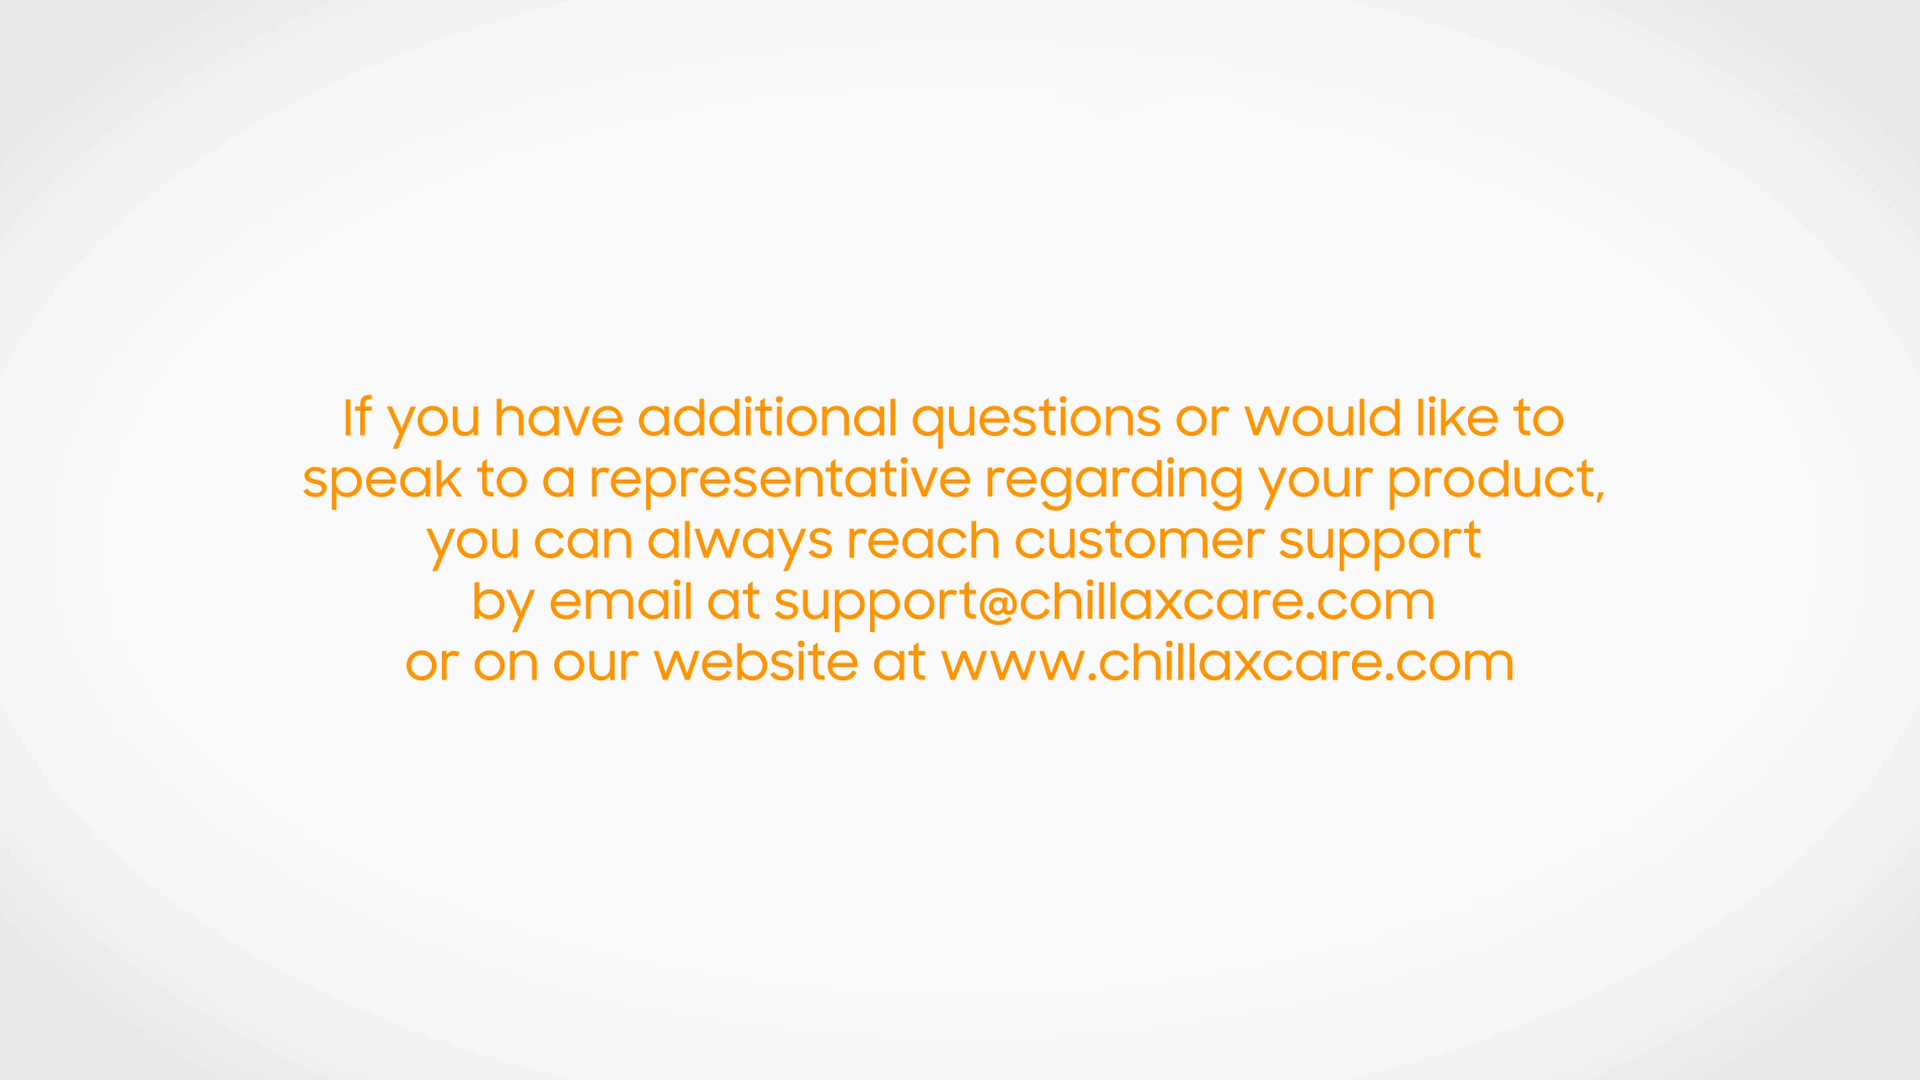 If you have additional questions or would like to
speak to a representative regarding your product,
you can always reach customer support
by email at support@chillaxcare.com
or on our website at www.chillaxcare.com